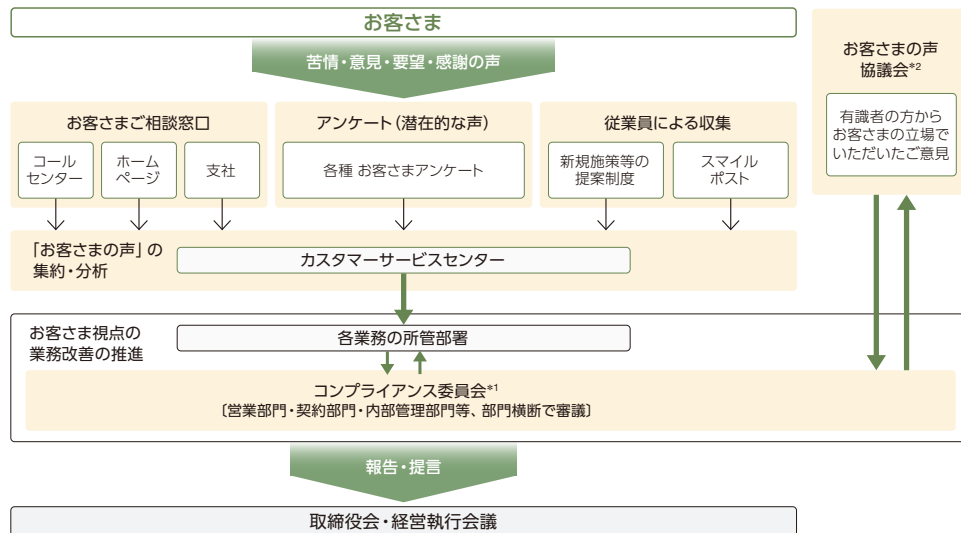 お客さま
苦情・意見・要望・感謝の声
お客さまの声
協議会*2
有識者の方から
お客さまの立場で
いただいたご意見
お客さまご相談窓口
コール
センター
ホーム
ページ
支社
アンケート（潜在的な声）
各種 お客さまアンケート
従業員による収集
新規施策等の
提案制度
スマイル
ポスト
「お客さまの声」の
集約・分析
カスタマーサービスセンター
お客さま視点の
業務改善の推進
各業務の所管部署
コンプライアンス委員会*1
〔営業部門・契約部門・内部管理部門等、部門横断で審議〕
報告・提言
取締役会・経営執行会議